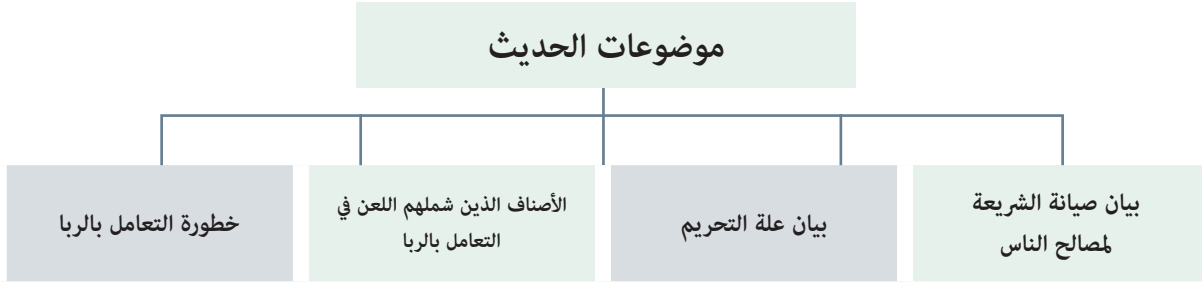 موضوعات الحديث
بيان صيانة الشريعة
لمصالح الناس
بيان علة التحريم
الأصناف الذين شملهم اللعن في
التعامل بالربا
خطورة التعامل بالربا